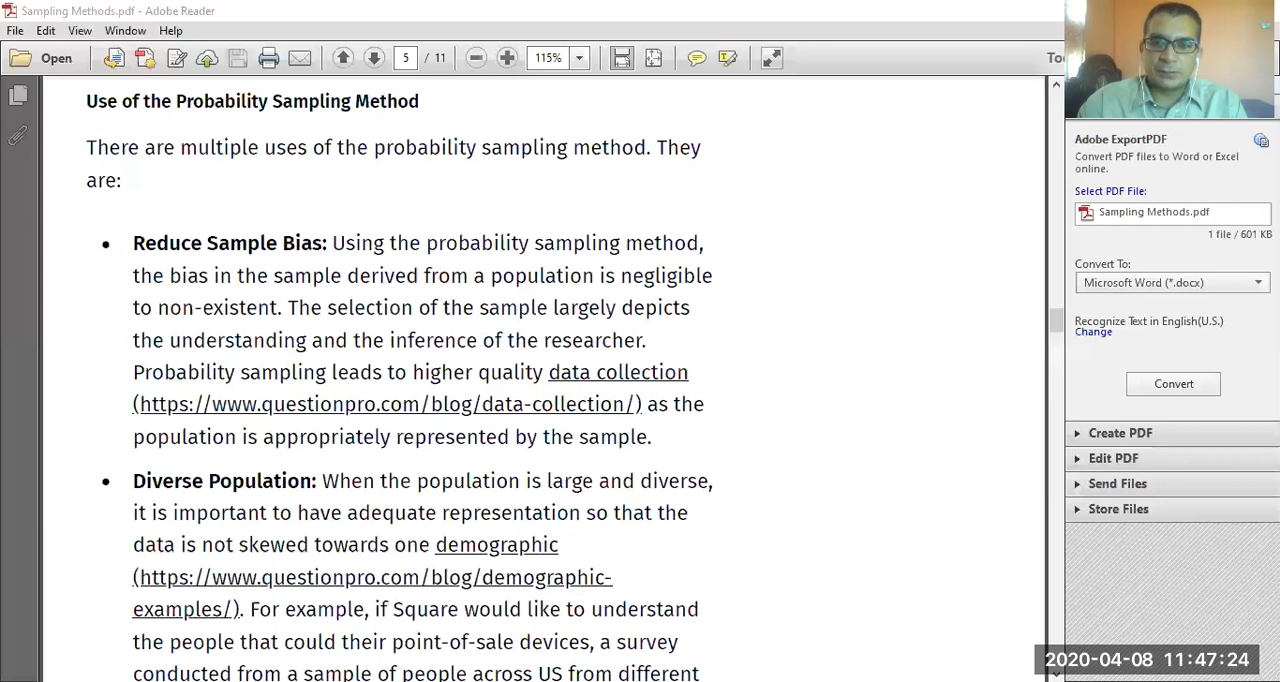 Sampling Methods.pdf - Adobe Reader
File Edit View Window Help
Open 5 / 11 115%
Use of the Probability Sampling Method
There are multiple uses of the probability sampling method. They
are:
• Reduce Sample Bias: Using the probability sampling method,
the bias in the sample derived from a population is negligible
to non-existent. The selection of the sample largely depicts
the understanding and the inference of the researcher.
Probability sampling leads to higher quality data collection
(https://www.questionpro.com/blog/data-collection/) as the
population is appropriately represented by the sample.
• Diverse Population: When the population is large and diverse,
it is important to have adequate representation so that the
data is not skewed towards one demographic
(https://www.questionpro.com/blog/demographic-
examples/). For example, if Square would like to understand
the people that could their point-of-sale devices, a survey
conducted from a sample of people across US from different
Adobe ExportPDF
Convert PDF files to Word or Excel
online.
Select PDF File:
Sampling Methods.pdf
1 file / 601 KB
Convert To:
Microsoft Word (*.docx)
Recognize Text in English(U.S.)
Change
Convert
Create PDF
Edit PDF
Send Files
Store Files
2020-04-08 11:47:24